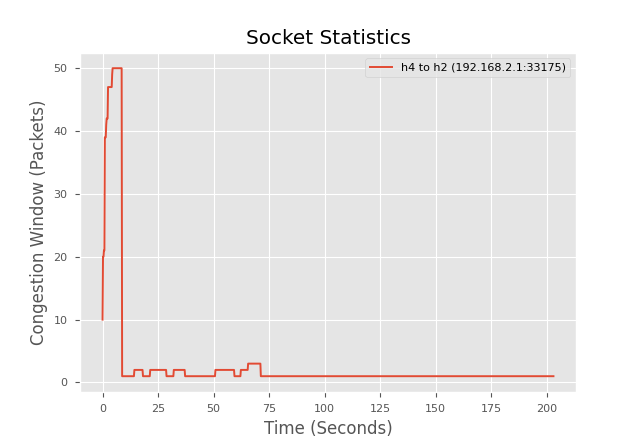 Socket Statistics
h4 to h2 (192.168.2.1:33175)
Congestion Window (Packets)
50
40
30
20
10
0
0 25 50 75 100 125 150 175 200
Time (Seconds)